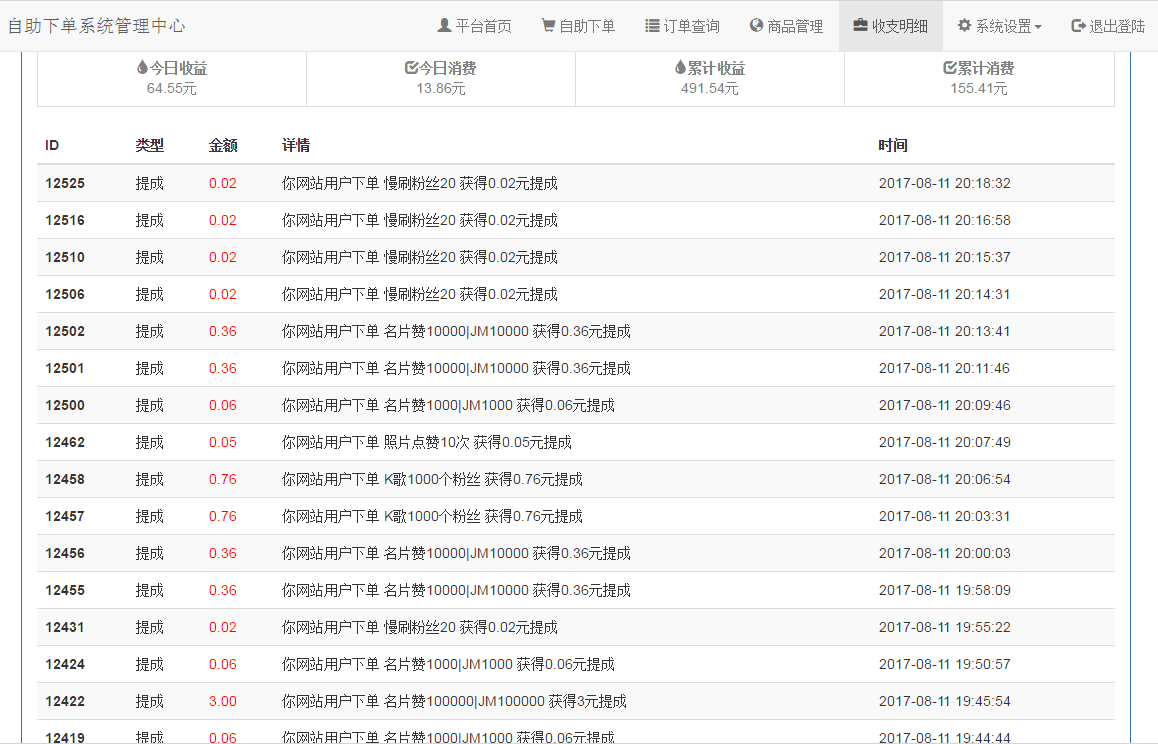 自助下单系统管理中心 平台首页 自助下单 订单查询 商品管理 收支明细 系统设置 退出登陆
今日收益 今日消费 累计收益 累计消费
64.55元 13.86元 491.54元 155.41元
ID 类型 金额 详情 时间
12525 提成 0.02 你网站用户下单 慢刷粉丝20 获得0.02元提成 2017-08-11 20:18:32
12516 提成 0.02 你网站用户下单 慢刷粉丝20 获得0.02元提成 2017-08-11 20:16:58
12510 提成 0.02 你网站用户下单 慢刷粉丝20 获得0.02元提成 2017-08-11 20:15:37
12506 提成 0.02 你网站用户下单 慢刷粉丝20 获得0.02元提成 2017-08-11 20:14:31
12502 提成 0.36 你网站用户下单 名片赞10000|JM10000 获得0.36元提成 2017-08-11 20:13:41
12501 提成 0.36 你网站用户下单 名片赞10000|JM10000 获得0.36元提成 2017-08-11 20:11:46
12500 提成 0.06 你网站用户下单 名片赞1000|JM1000 获得0.06元提成 2017-08-11 20:09:46
12462 提成 0.05 你网站用户下单 照片点赞10次 获得0.05元提成 2017-08-11 20:07:49
12458 提成 0.76 你网站用户下单 K歌1000个粉丝 获得0.76元提成 2017-08-11 20:06:54
12457 提成 0.76 你网站用户下单 K歌1000个粉丝 获得0.76元提成 2017-08-11 20:03:31
12456 提成 0.36 你网站用户下单 名片赞10000|JM10000 获得0.36元提成 2017-08-11 20:00:03
12455 提成 0.36 你网站用户下单 名片赞10000|JM10000 获得0.36元提成 2017-08-11 19:58:09
12431 提成 0.02 你网站用户下单 慢刷粉丝20 获得0.02元提成 2017-08-11 19:55:22
12424 提成 0.06 你网站用户下单 名片赞1000|JM1000 获得0.06元提成 2017-08-11 19:50:57
12422 提成 3.00 你网站用户下单 名片赞100000|JM100000 获得3元提成 2017-08-11 19:45:54
12419 提成 0.06 你网站用户下单 名片赞1000|JM1000 获得0.06元提成 2017-08-11 19:44:44